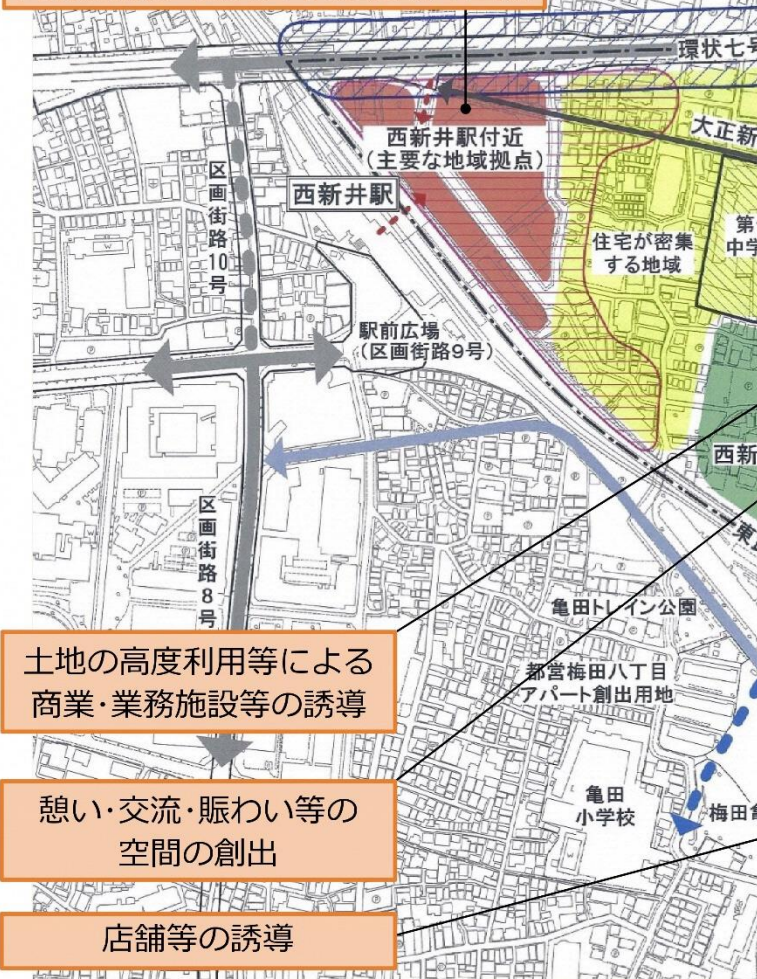 環状七号
大正新
西新井駅付近
(主要な地域拠点)
西新井駅
区画街路10号
住宅が密集
する地域
第
中学
駅前広場
(区画街路9号)
西新
区画街路8号
東
亀田トレイン公園
土地の高度利用等による
商業・業務施設等の誘導
都営梅田八丁目
アパート創出用地
憩い・交流・賑わい等の
空間の創出
亀田
小学校
梅田
店舗等の誘導